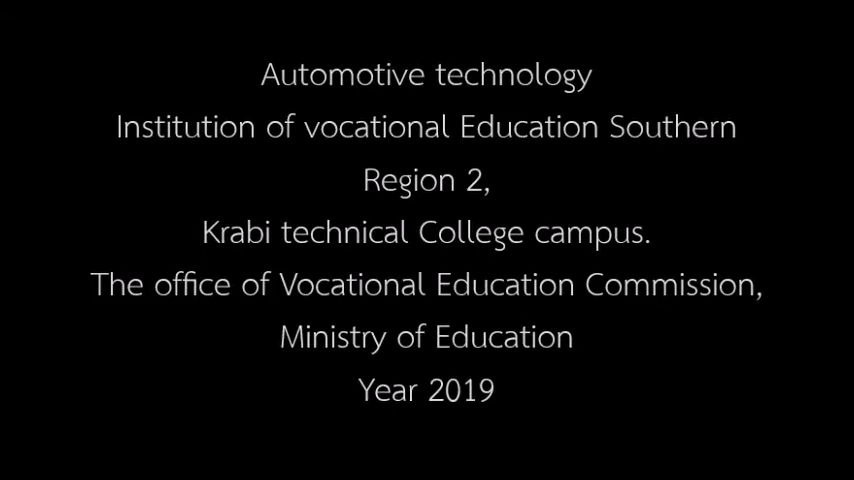 Automotive technology
Institution of vocational Education Southern
Region 2,
Krabi technical College campus.
The office of Vocational Education Commission,
Ministry of Education
Year 2019